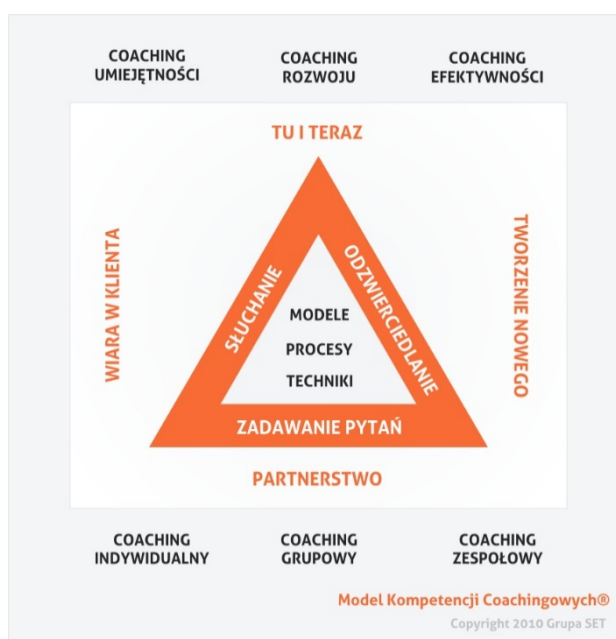 COACHING
UMIEJĘTNOŚCI
COACHING
ROZWOJU
COACHING
EFEKTYWNOŚCI
TU I TERAZ
WIARA W KLIENTA
SŁUCHANIE
ODZWIERCIEDLANIE
TWORZENIE NOWEGO
MODELE
PROCESY
TECHNIKI
ZADAWANIE PYTAŃ
PARTNERSTWO
COACHING
INDYWIDUALNY
COACHING
GRUPOWY
COACHING
ZESPOŁOWY
Model Kompetencji Coachingowych®
Copyright 2010 Grupa SET